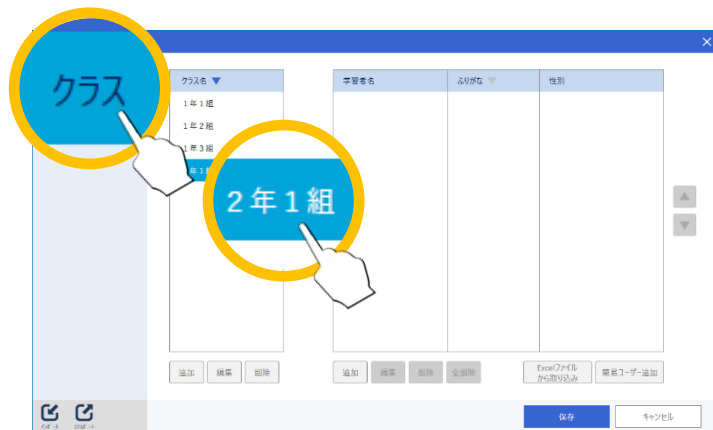 クラス
クラス名 ▼
学習者名
ふりがな ▼
性別
1年1組
1年2組
1年3組
2年1組
追加
編集
削除
追加
編集
削除
全削除
Excelファイル
から取り込み
簡易ユーザー追加
保存
キャンセル